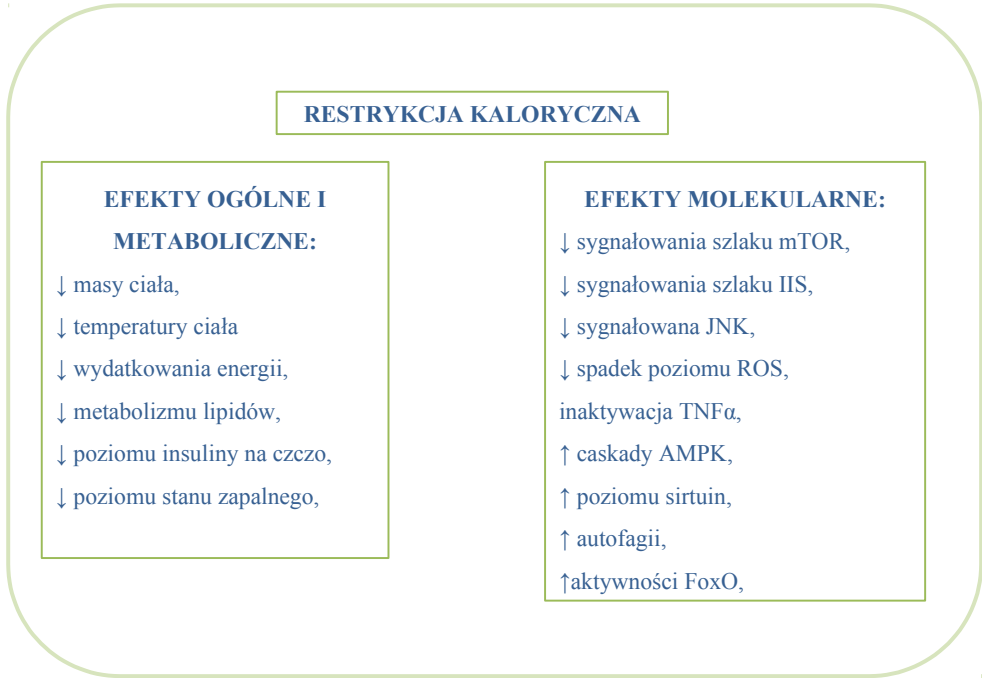 RESTRYKCJA KALORYCZNA
EFEKTY OGÓLNE I
METABOLICZNE:
↓ masy ciała,
↓ temperatury ciała
↓ wydatkowania energii,
↓ metabolizmu lipidów,
↓ poziomu insuliny na czczo,
↓ poziomu stanu zapalnego,
EFEKTY MOLEKULARNE:
↓ sygnałowania szlaku mTOR,
↓ sygnałowania szlaku IIS,
↓ sygnałowana JNK,
↓ spadek poziomu ROS,
inaktywacja TNFα,
↑ caskady AMPK,
↑ poziomu sirtuin,
↑ autofagii,
↑aktywności FoxO,